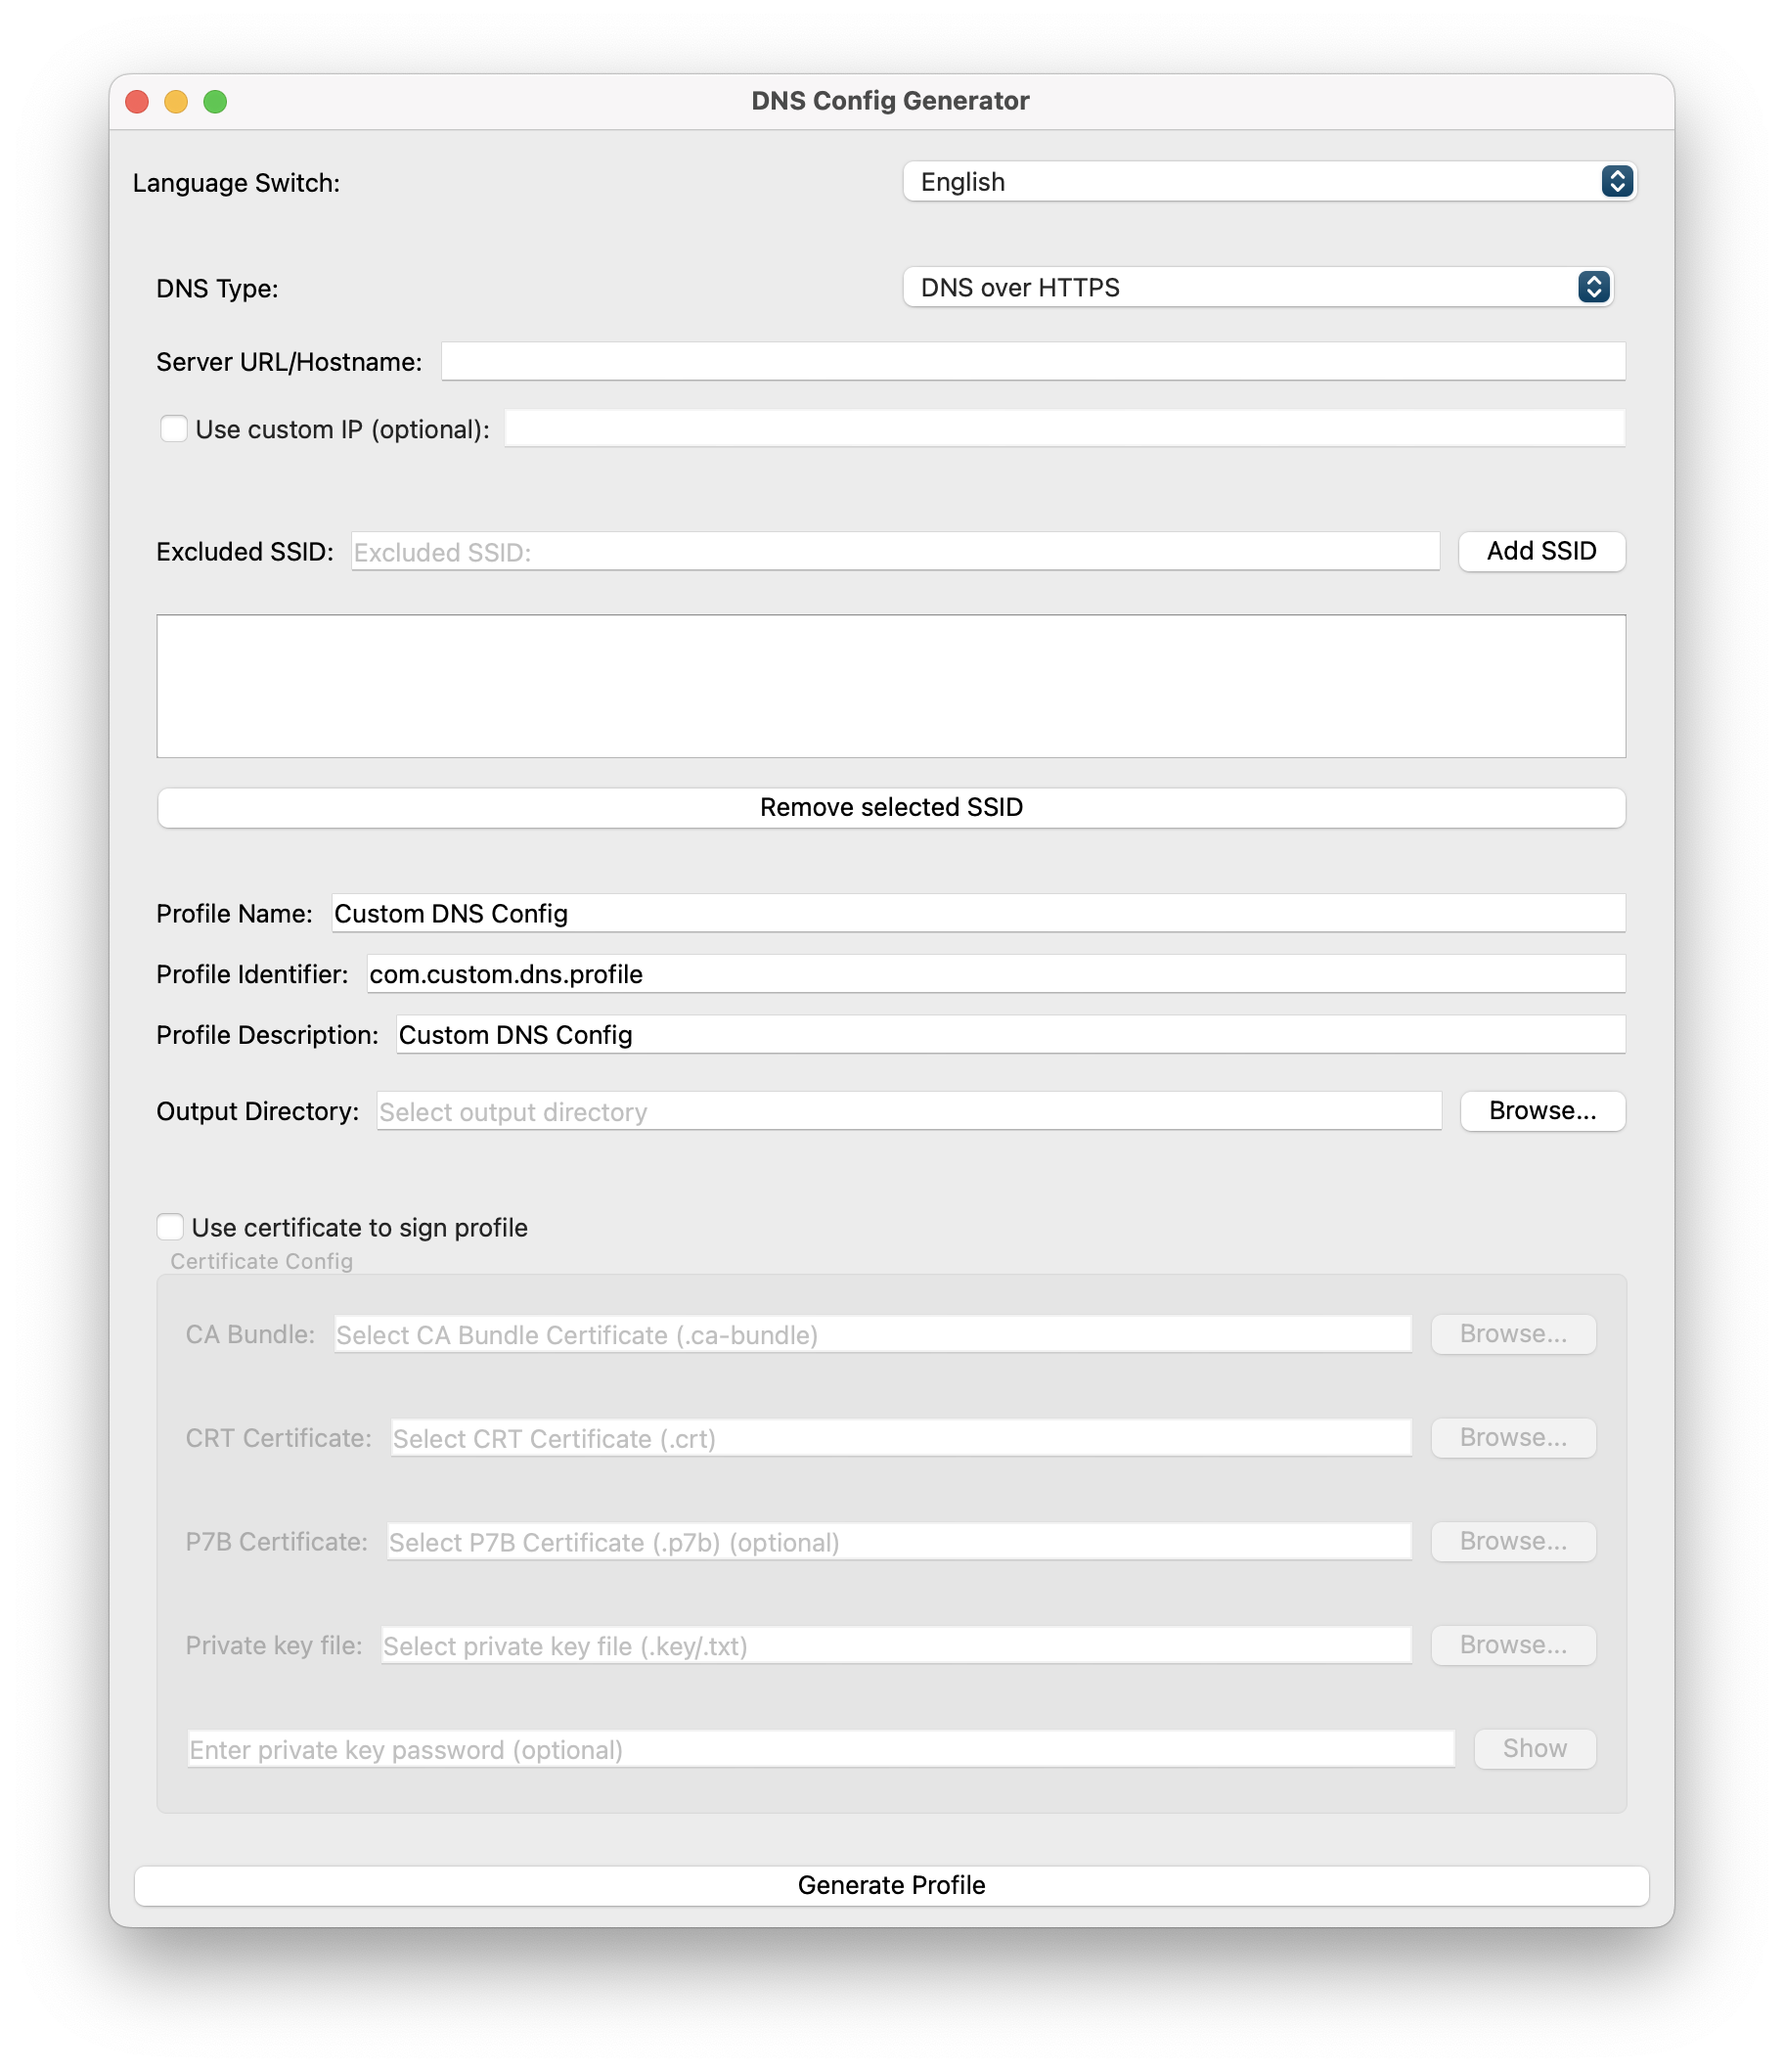 DNS Config Generator
Language Switch: English
DNS Type: DNS over HTTPS
Server URL/Hostname:
Use custom IP (optional):
Excluded SSID: Excluded SSID: Add SSID
Remove selected SSID
Profile Name: Custom DNS Config
Profile Identifier: com.custom.dns.profile
Profile Description: Custom DNS Config
Output Directory: Select output directory Browse...
Use certificate to sign profile
Certificate Config
CA Bundle: Select CA Bundle Certificate (.ca-bundle) Browse...
CRT Certificate: Select CRT Certificate (.crt) Browse...
P7B Certificate: Select P7B Certificate (.p7b) (optional) Browse...
Private key file: Select private key file (.key/.txt) Browse...
Enter private key password (optional) Show
Generate Profile